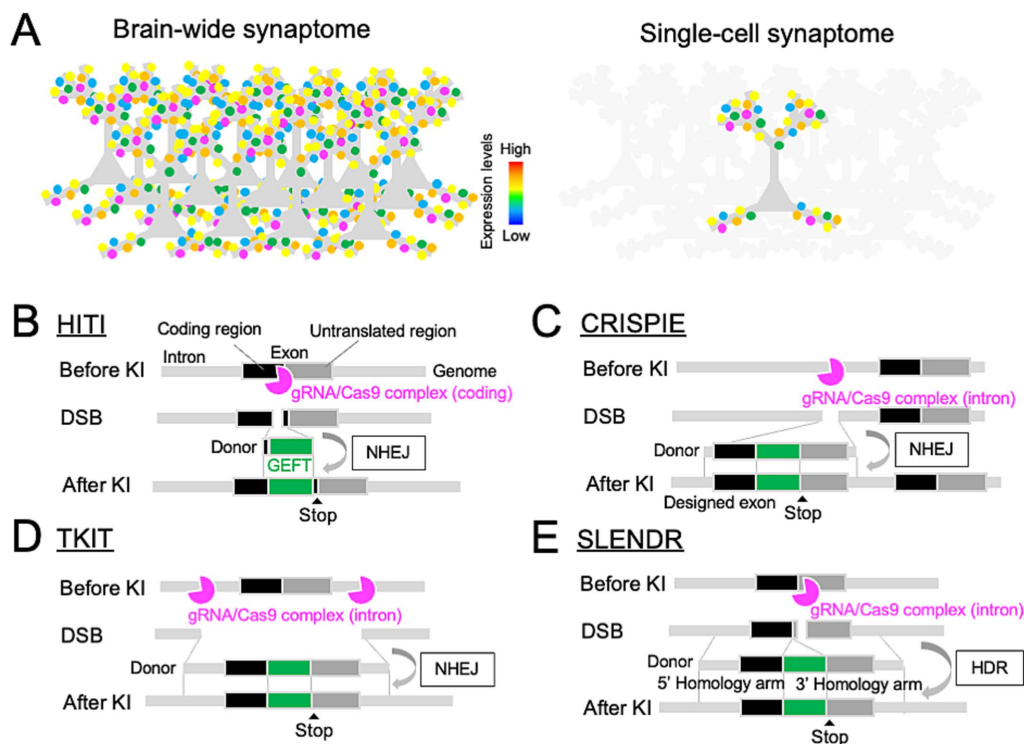 A
Brain-wide synaptome
Single-cell synaptome
High
Expression levels
Low
B HITI
Coding region
Untranslated region
Intron
Exon
Before KI
Genome
gRNA/Cas9 complex (coding)
DSB
Donor
NHEJ
GEFT
After KI
Stop
C CRISPIE
Before KI
gRNA/Cas9 complex (intron)
DSB
Donor
NHEJ
After KI
Designed exon
Stop
D TKIT
Before KI
gRNA/Cas9 complex (intron)
DSB
Donor
NHEJ
After KI
Stop
E SLENDR
Before KI
gRNA/Cas9 complex (intron)
DSB
Donor
HDR
5' Homology arm 3' Homology arm
After KI
Stop